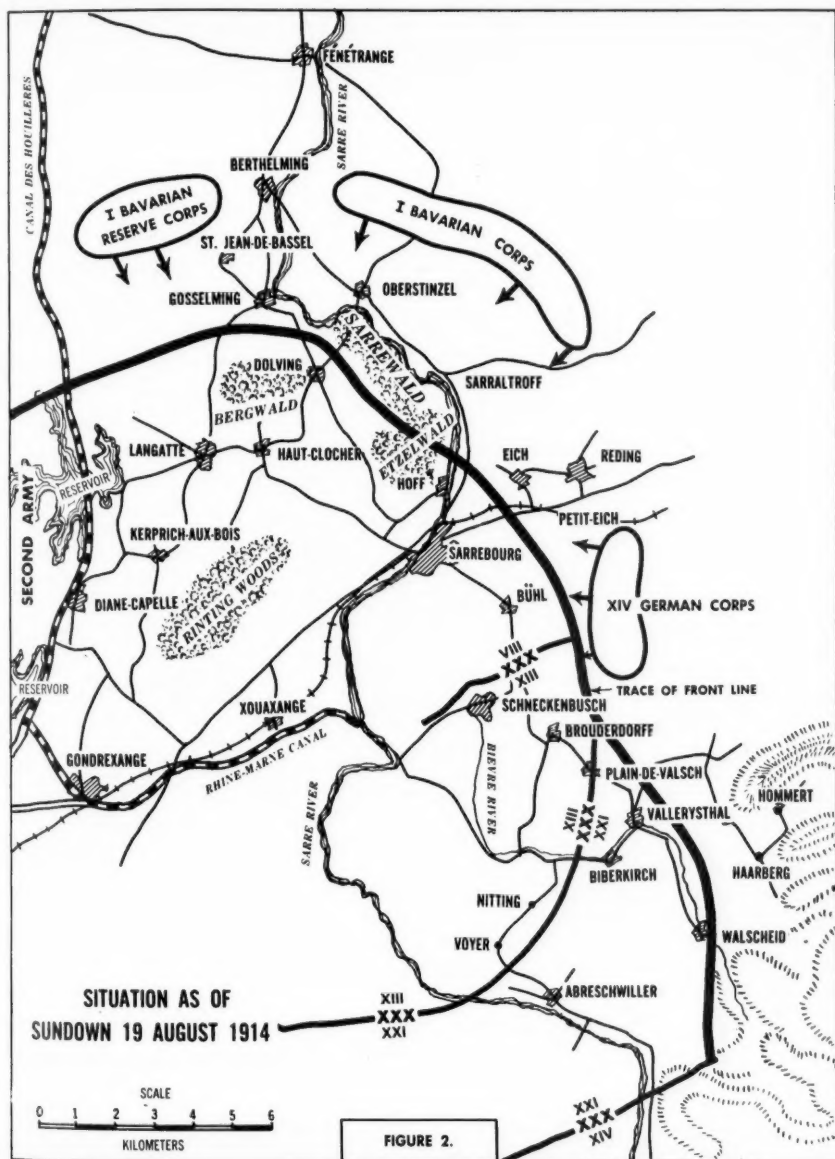 FÉNÉTRANGE
CANAL DES HOUILLERES
SARRE RIVER
BERTHELMING
I BAVARIAN
RESERVE CORPS
I BAVARIAN CORPS
ST. JEAN-DE-BASSEL
GOSSELMING
OBERSTINZEL
SARREWALD
DOLVING
SARRALTROFF
BERGWALD
ETZELWALD
LANGATTE
HAUT-CLOCHER
EICH
REDING
SECOND ARMY ?
RESERVOIR
HOFF
PETIT-EICH
KERPRICH-AUX-BOIS
SARREBOURG
DIANE-CAPELLE
RINTING WOODS
BÜHL
XIV GERMAN CORPS
VIII
XXX
XIII
RESERVOIR
TRACE OF FRONT LINE
XOUAXANGE
SCHNECKENBUSCH
BROUDERDORFF
GONDREXANGE
RHINE-MARNE CANAL
BIEVRE RIVER
PLAIN-DE-VALSCH
HOMMÉRT
VALLERYSTHAL
SARRE RIVER
XIII
XXX
XXI
BIBERKIRCH
HAARBERG
NITTING
WALSCHEID
VOYER
ABRESCHWILLER
SITUATION AS OF
SUNDOWN 19 AUGUST 1914
XIII
XXX
XXI
SCALE
0 1 2 3 4 5 6
KILOMETERS
FIGURE 2.
XXI
XXX
XIV